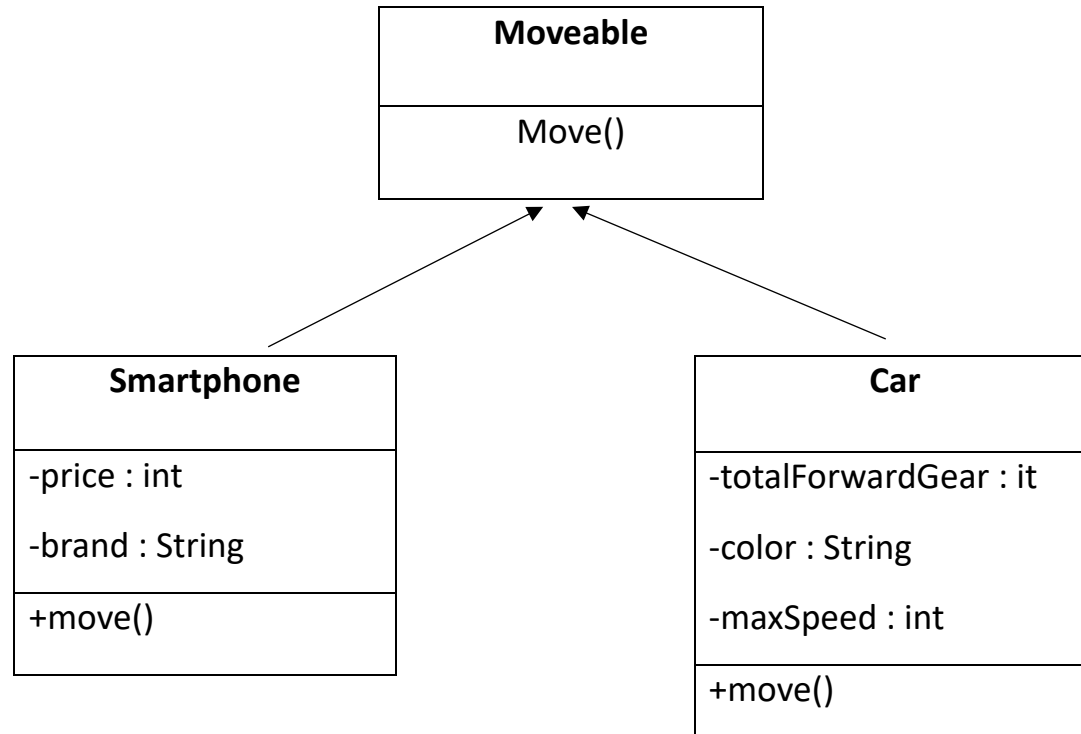 Moveable
Move()
Smartphone
-price : int
-brand : String
+move()
Car
-totalForwardGear : it
-color : String
-maxSpeed : int
+move()